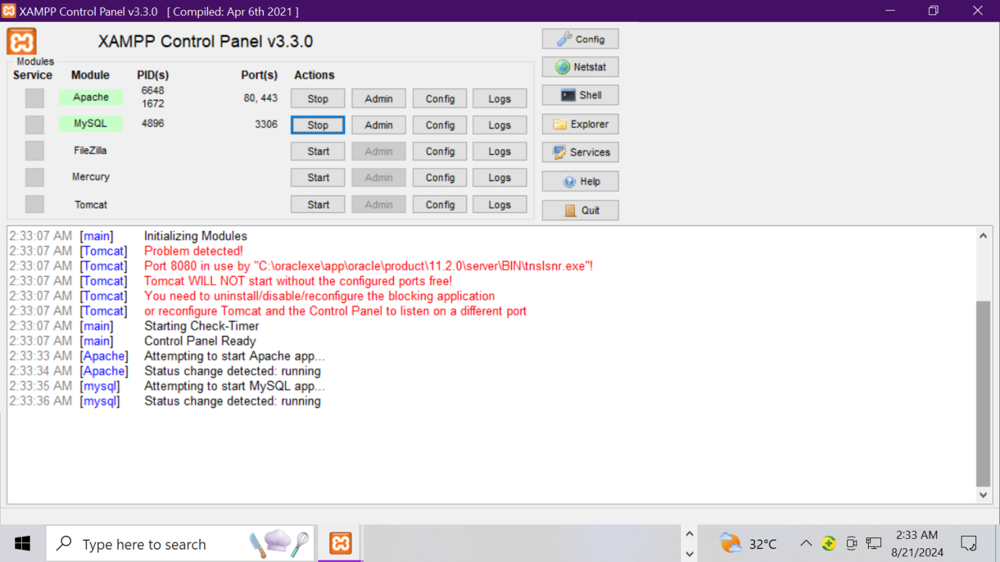 XAMPP Control Panel v3.3.0 [ Compiled: Apr 6th 2021 ]
XAMPP Control Panel v3.3.0
Config
Modules
Netstat
Service Module PID(s) Port(s) Actions
Apache 6648 1672 80, 443 Stop Admin Config Logs
Shell
MySQL 4896 3306 Stop Admin Config Logs
Explorer
FileZilla Start Admin Config Logs
Services
Mercury Start Admin Config Logs
Help
Tomcat Start Admin Config Logs
Quit
2:33:07 AM [main] Initializing Modules
2:33:07 AM [Tomcat] Problem detected!
2:33:07 AM [Tomcat] Port 8080 in use by "C:\oraclexe\app\oracle\product\11.2.0\server\BIN\tnslsnr.exe"!
2:33:07 AM [Tomcat] Tomcat WILL NOT start without the configured ports free!
2:33:07 AM [Tomcat] You need to uninstall/disable/reconfigure the blocking application
2:33:07 AM [Tomcat] or reconfigure Tomcat and the Control Panel to listen on a different port
2:33:07 AM [main] Starting Check-Timer
2:33:07 AM [main] Control Panel Ready
2:33:33 AM [Apache] Attempting to start Apache app...
2:33:34 AM [Apache] Status change detected: running
2:33:35 AM [mysql] Attempting to start MySQL app...
2:33:36 AM [mysql] Status change detected: running
Type here to search
32°C
2:33 AM
8/21/2024